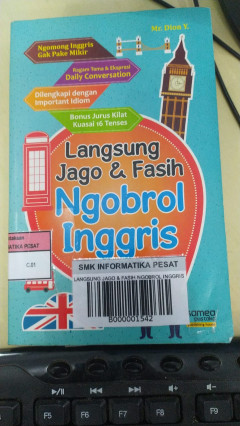 Mr. Dion Y.
Ngomong Inggris
Gak Pake Mikir
Ragam Tema & Ekspresi
Daily Conversation
Dilengkapi dengan
Important Idiom
Bonus Jurus Kilat
Kuasai 16 Tenses
Langsung
Jago & Fasih
Ngobrol
Inggris
ATIKA PESAT
C.01
SMK INFORMATIKA PESAT
LANGSUNG JAGO & FASIH NGOBROL INGGRIS
B000001542
F5
F6
F7
F8
F9